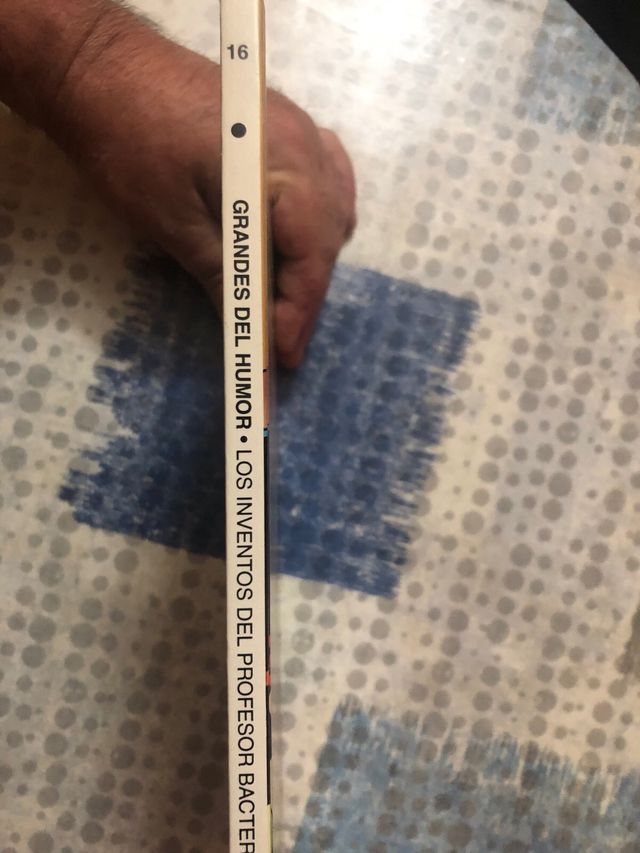 16
GRANDES DEL HUMOR • LOS INVENTOS DEL PROFESOR BACTER